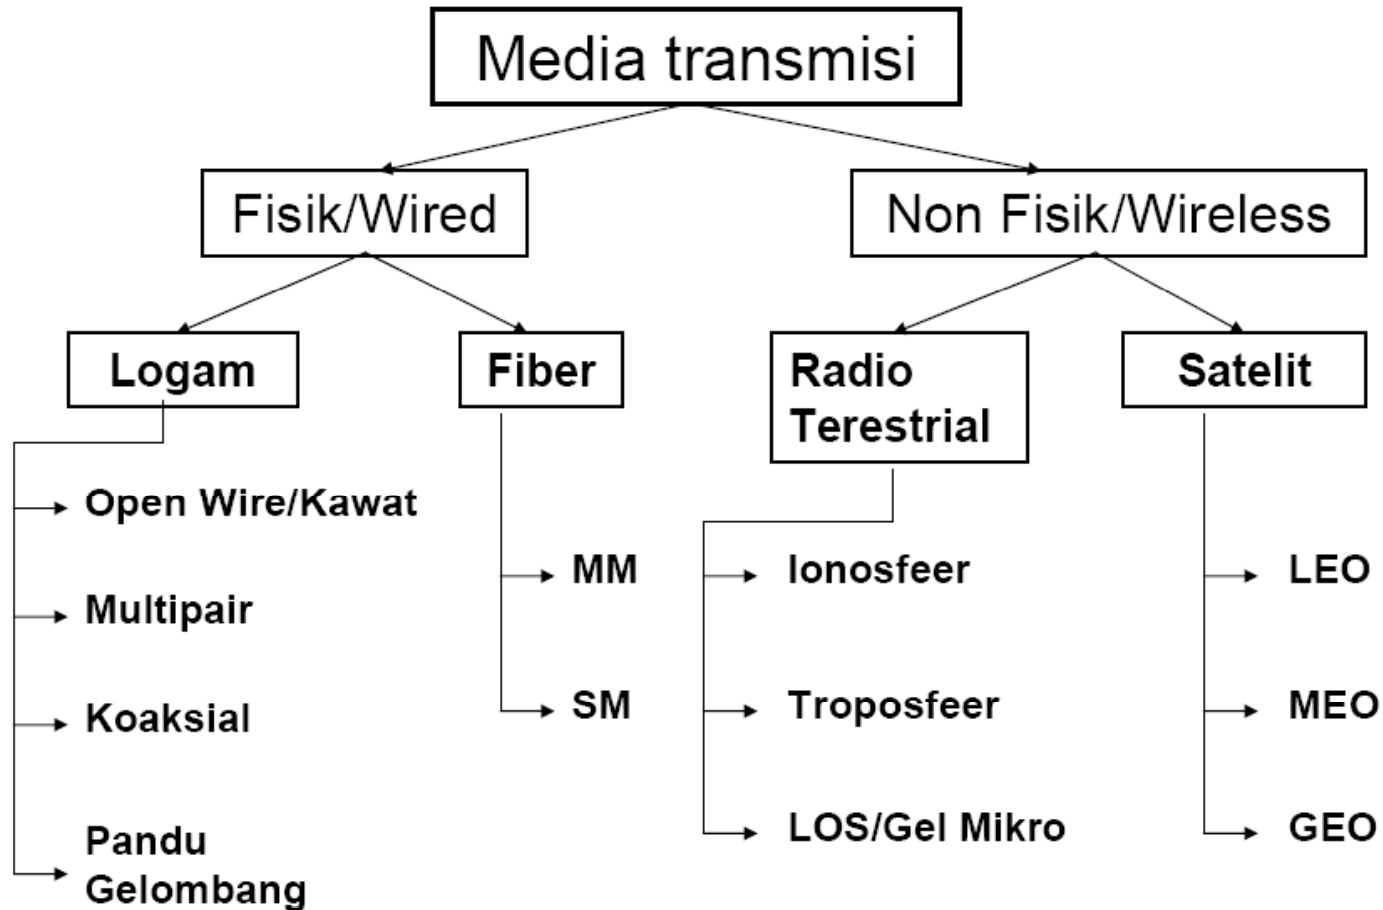 Media transmisi
Fisik/Wired
Non Fisik/Wireless
Logam
Fiber
Radio
Terestrial
Satelit
Open Wire/Kawat
Multipair
Koaksial
Pandu
Gelombang
MM
SM
Ionosfeer
Troposfeer
LOS/Gel Mikro
LEO
MEO
GEO